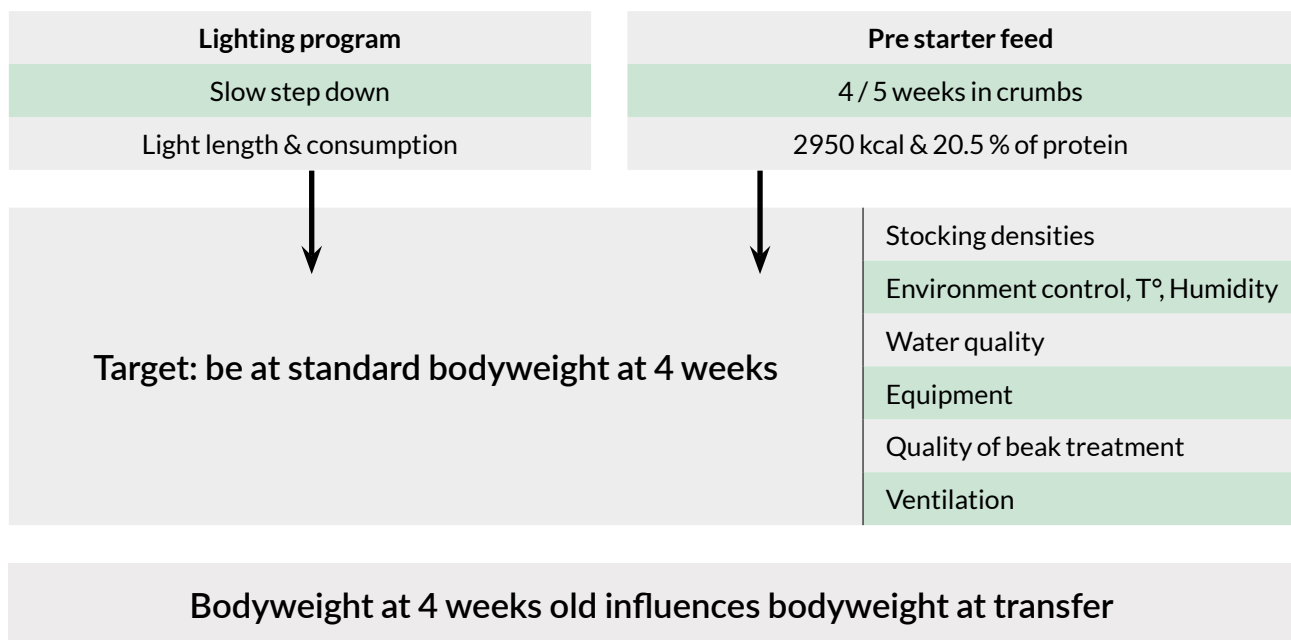 Lighting program
Slow step down
Light length & consumption
Pre starter feed
4 / 5 weeks in crumbs
2950 kcal & 20.5 % of protein
Target: be at standard bodyweight at 4 weeks
Stocking densities
Environment control, T°, Humidity
Water quality
Equipment
Quality of beak treatment
Ventilation
Bodyweight at 4 weeks old influences bodyweight at transfer